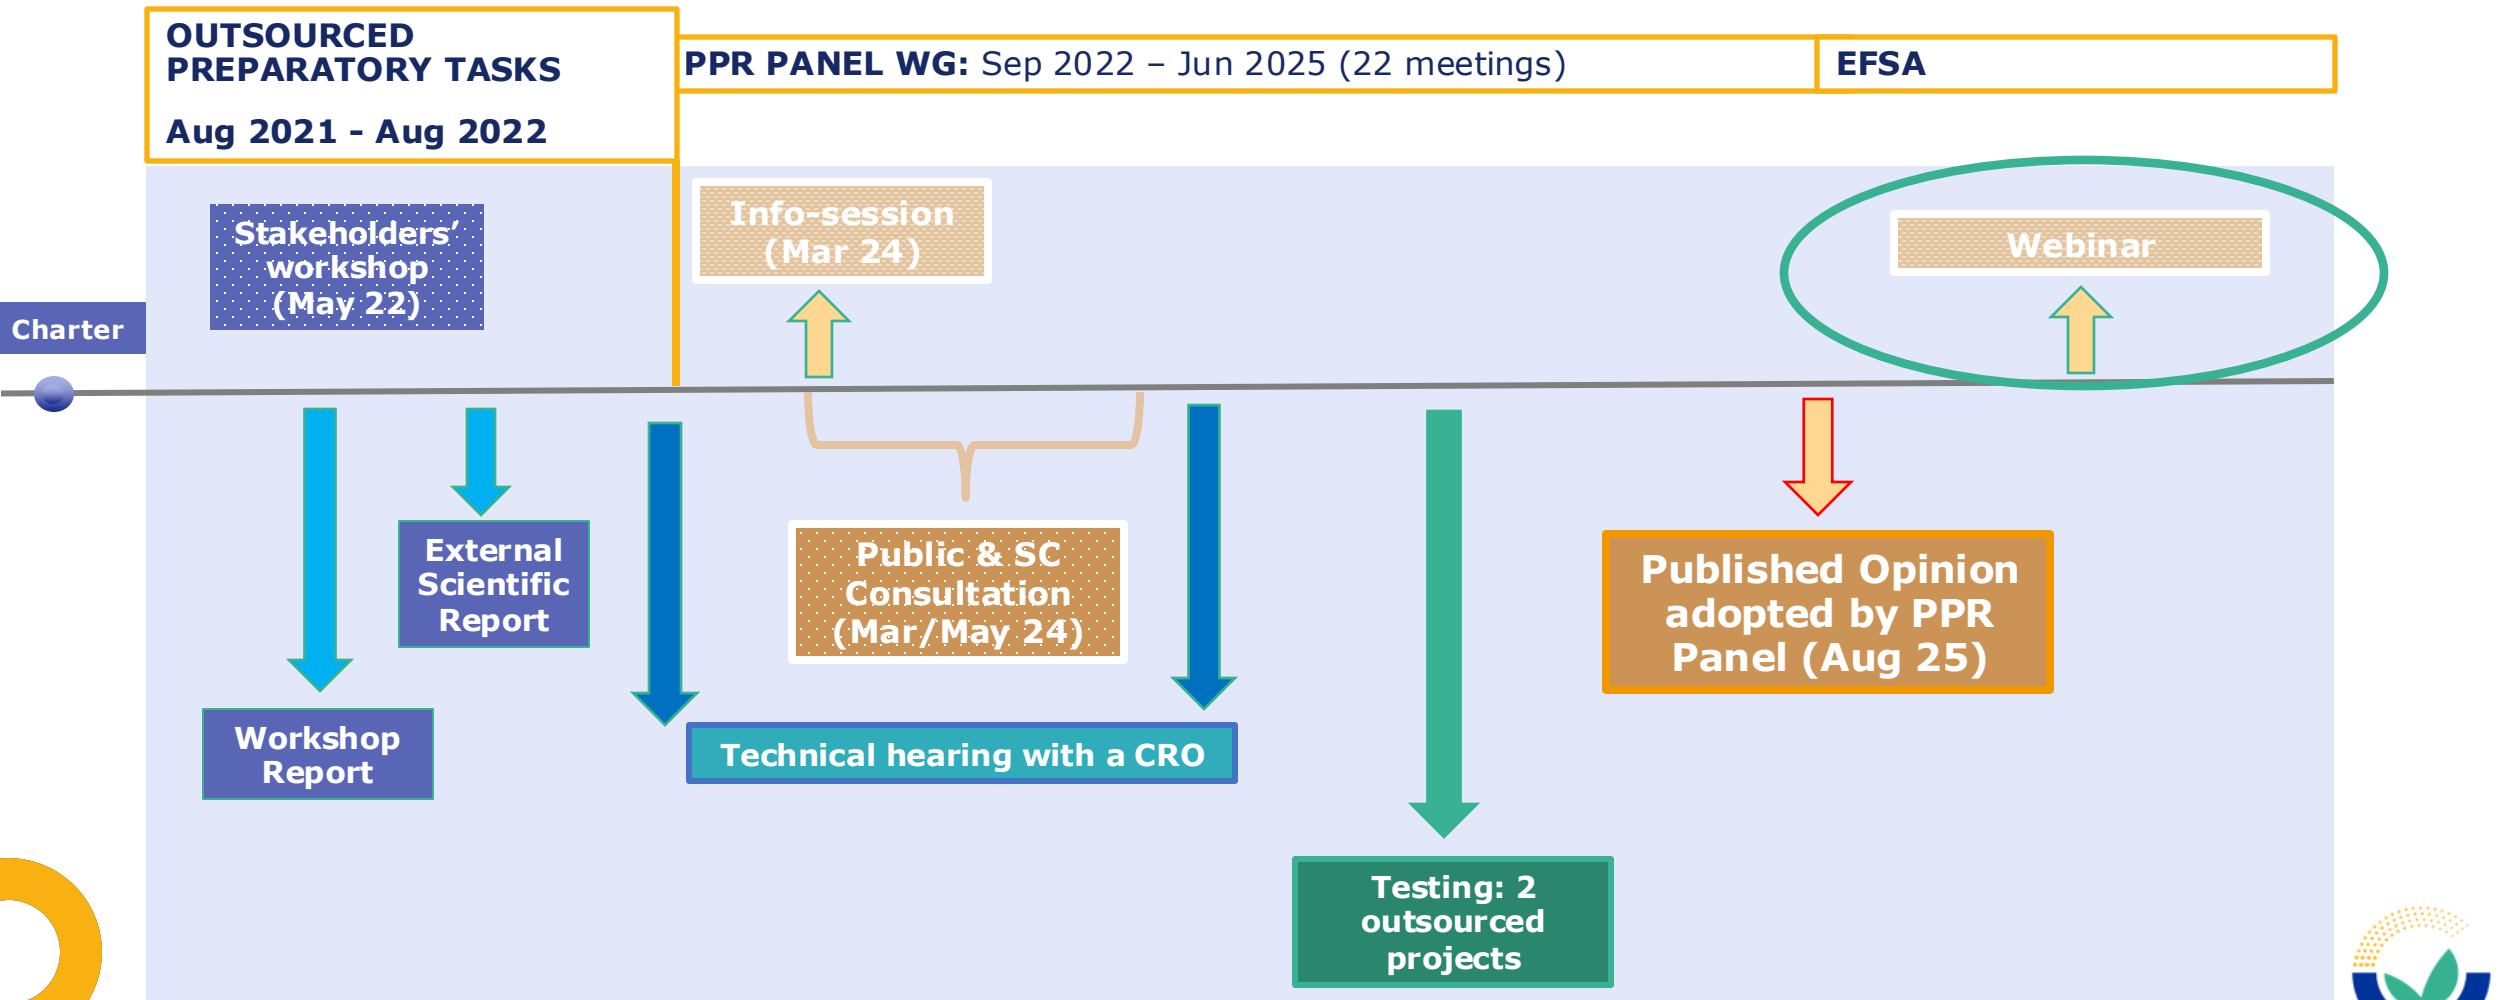 OUTSOURCED
PREPARATORY TASKS
Aug 2021 - Aug 2022
PPR PANEL WG: Sep 2022 – Jun 2025 (22 meetings)
EFSA
Stakeholders’
workshop
(May 22)
Info-session
(Mar 24)
Webinar
Charter
External
Scientific
Report
Public & SC
Consultation
(Mar/May 24)
Published Opinion
adopted by PPR
Panel (Aug 25)
Workshop
Report
Technical hearing with a CRO
Testing: 2
outsourced
projects